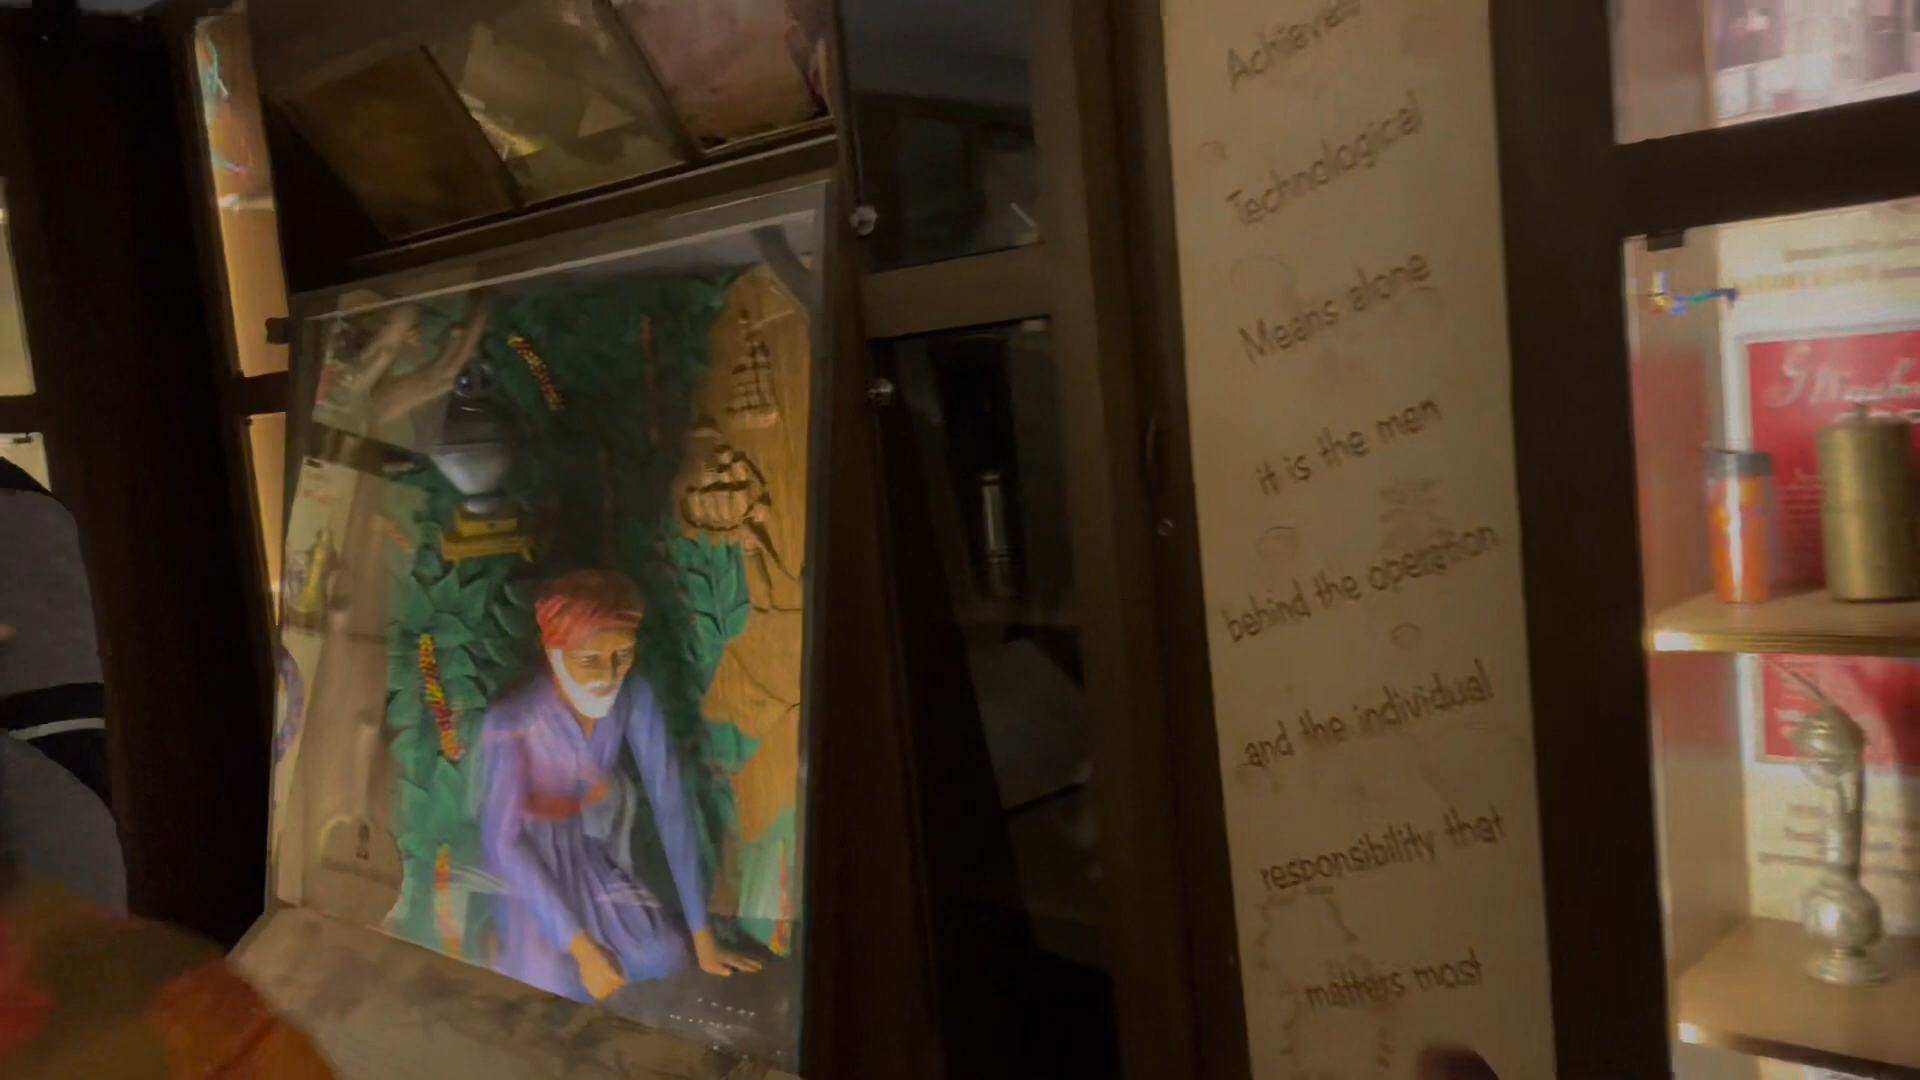 Achieved
Technological
Means alone
it is the men
behind the operation
and the individual
responsibility that
matters most